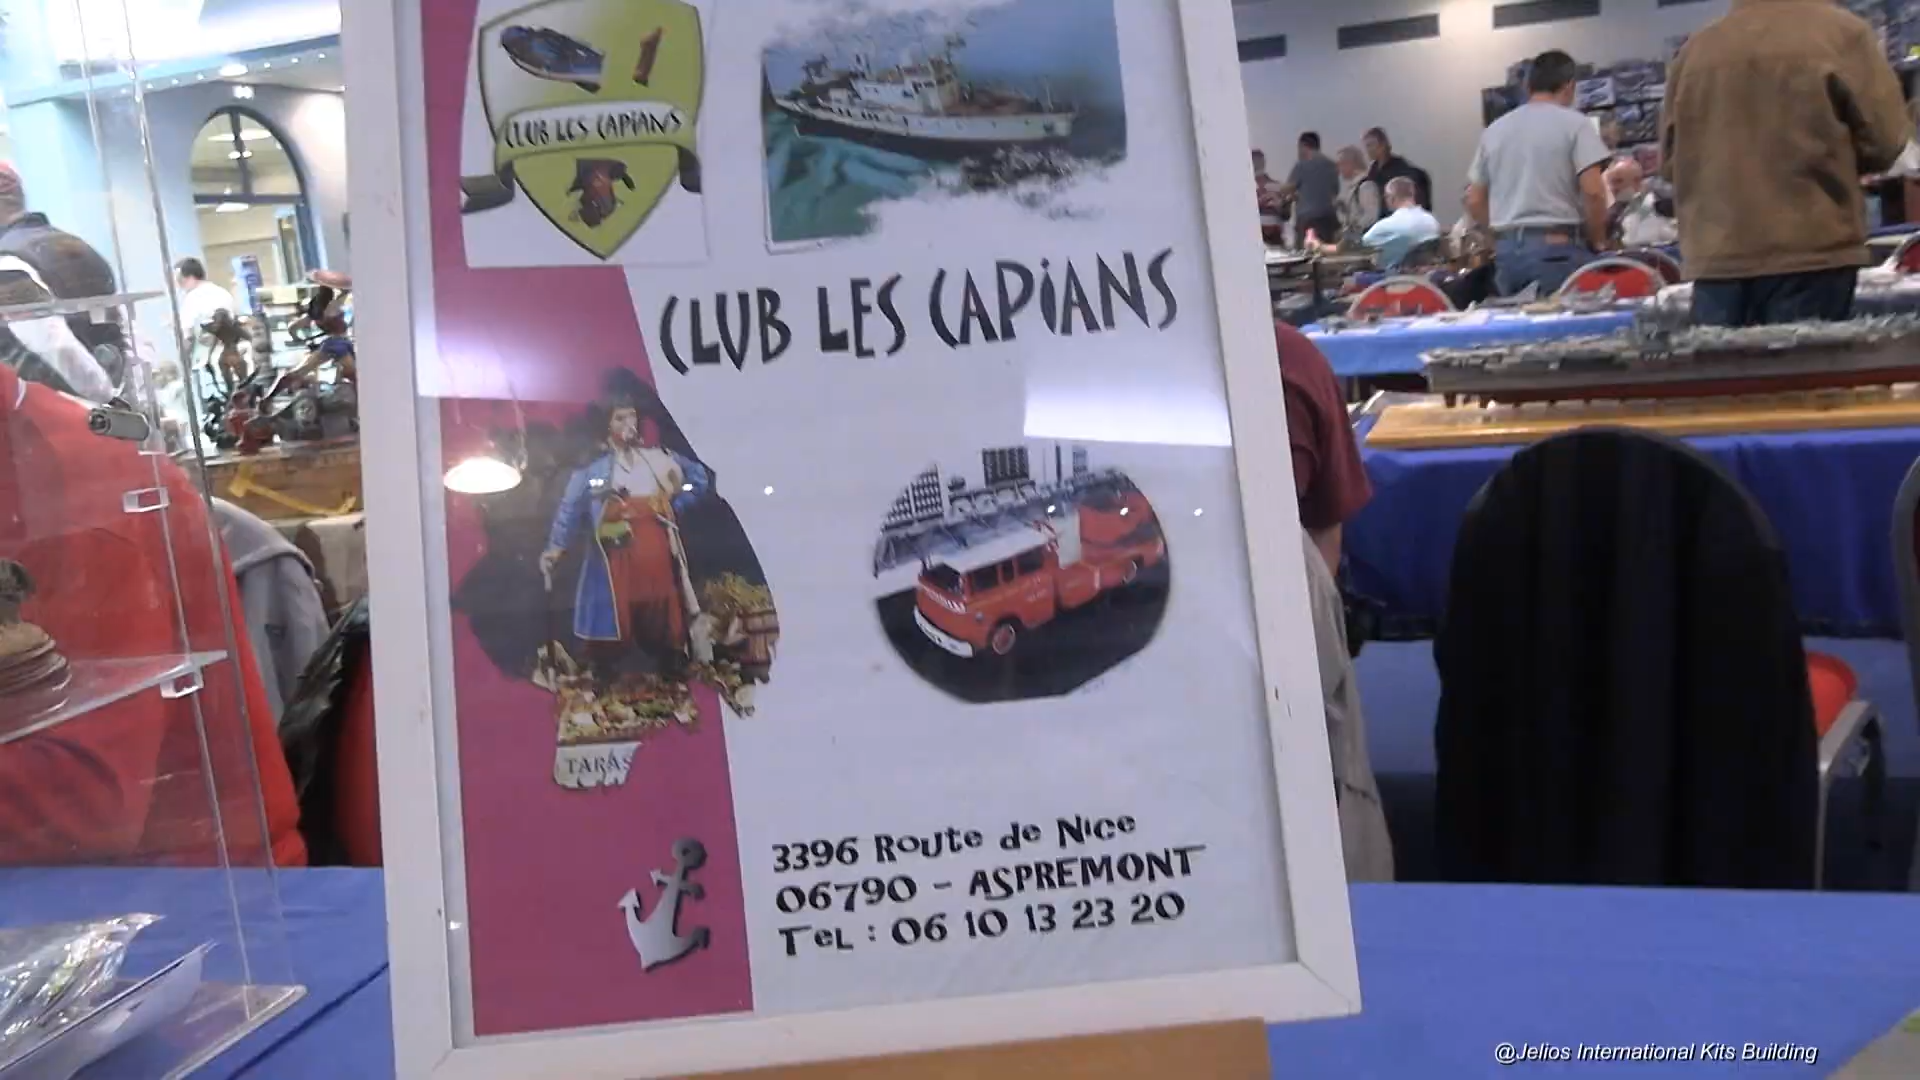 CLUB LES CAPiANS
CLUB LES CAPiANS
TARAS
3396 Route de Nice
06790 - ASPREMONT
Tel : 06 10 13 23 20
@Jelios International Kits Building